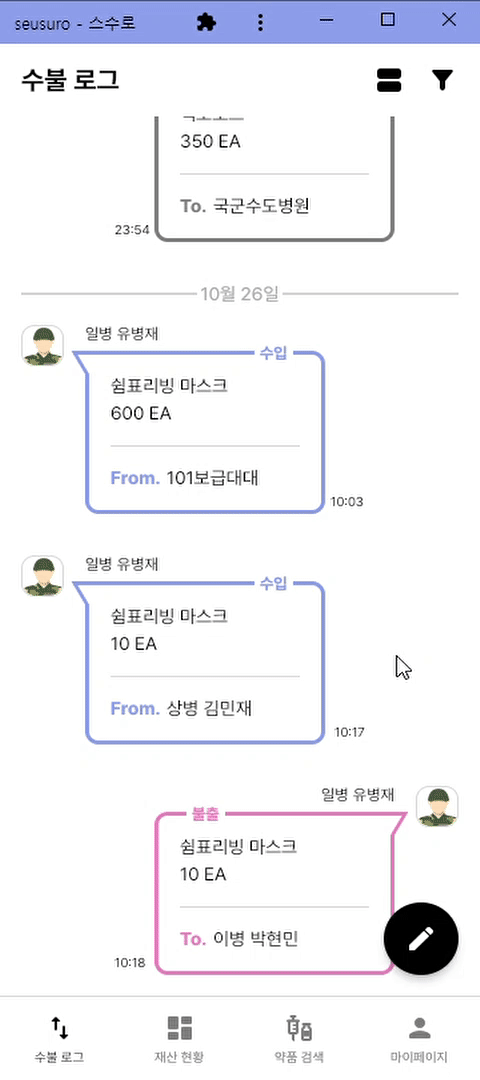 seusuro - 스수로
수불 로그
350 EA
To. 국군수도병원
23:54
10월 26일
일병 유병재
수입
쉼표리빙 마스크
600 EA
From. 101보급대대
10:03
일병 유병재
수입
쉼표리빙 마스크
10 EA
From. 상병 김민재
10:17
일병 유병재
불출
쉼표리빙 마스크
10 EA
To. 이병 박현민
10:18
수불 로그
재산 현황
약품 검색
마이페이지